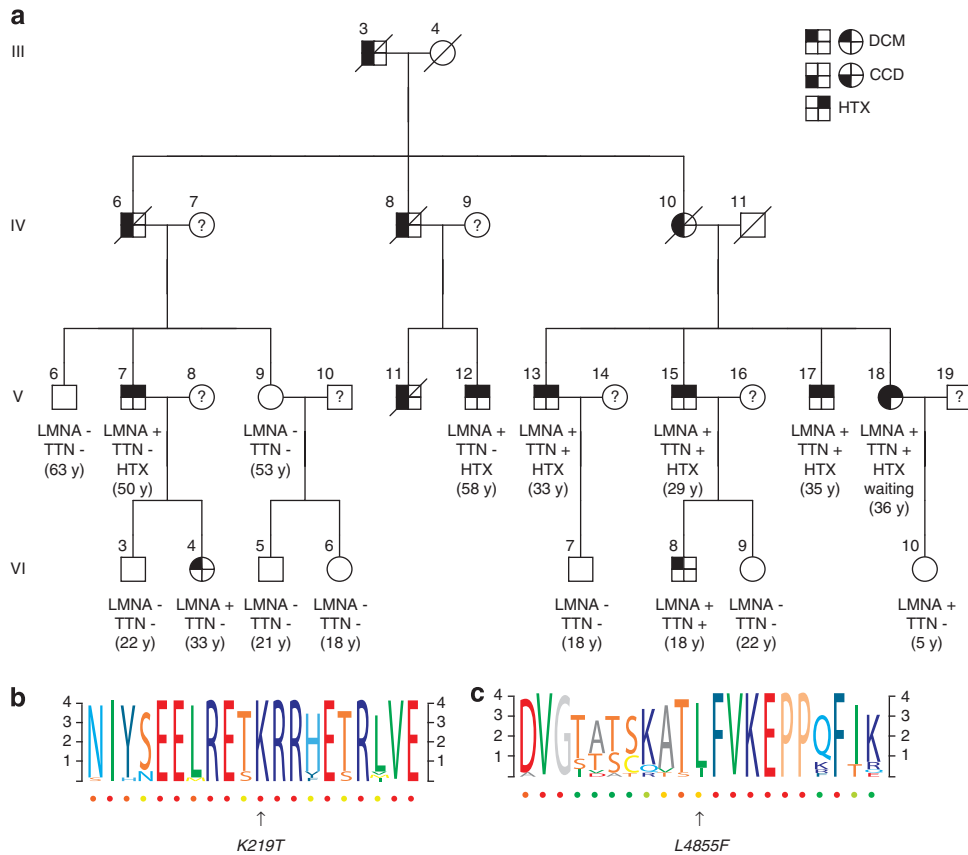 a
III
3 4
DCM
CCD
HTX
IV
6 7 8 9 10 11
? ?
V
6 7 8 9 10 11 12 13 14 15 16 17 18 19
? ? ? ? ?
LMNA - LMNA + LMNA - LMNA + LMNA + LMNA + LMNA + LMNA +
TTN - TTN - TTN - TTN - TTN + TTN + TTN + TTN +
(63 y) HTX (53 y) HTX HTX HTX HTX HTX
(50 y) (58 y) (33 y) (29 y) (35 y) waiting
(36 y)
VI
3 4 5 6 7 8 9 10
LMNA - LMNA + LMNA - LMNA - LMNA - LMNA + LMNA - LMNA +
TTN - TTN - TTN - TTN - TTN - TTN + TTN - TTN -
(22 y) (33 y) (21 y) (18 y) (18 y) (18 y) (22 y) (5 y)
b
4 3 2 1
NIYSEELRETKRRHETRLVE
4 3 2 1
K219T
c
4 3 2 1
DVGTATSKATLFVKEPPQFIK
4 3 2 1
L4855F